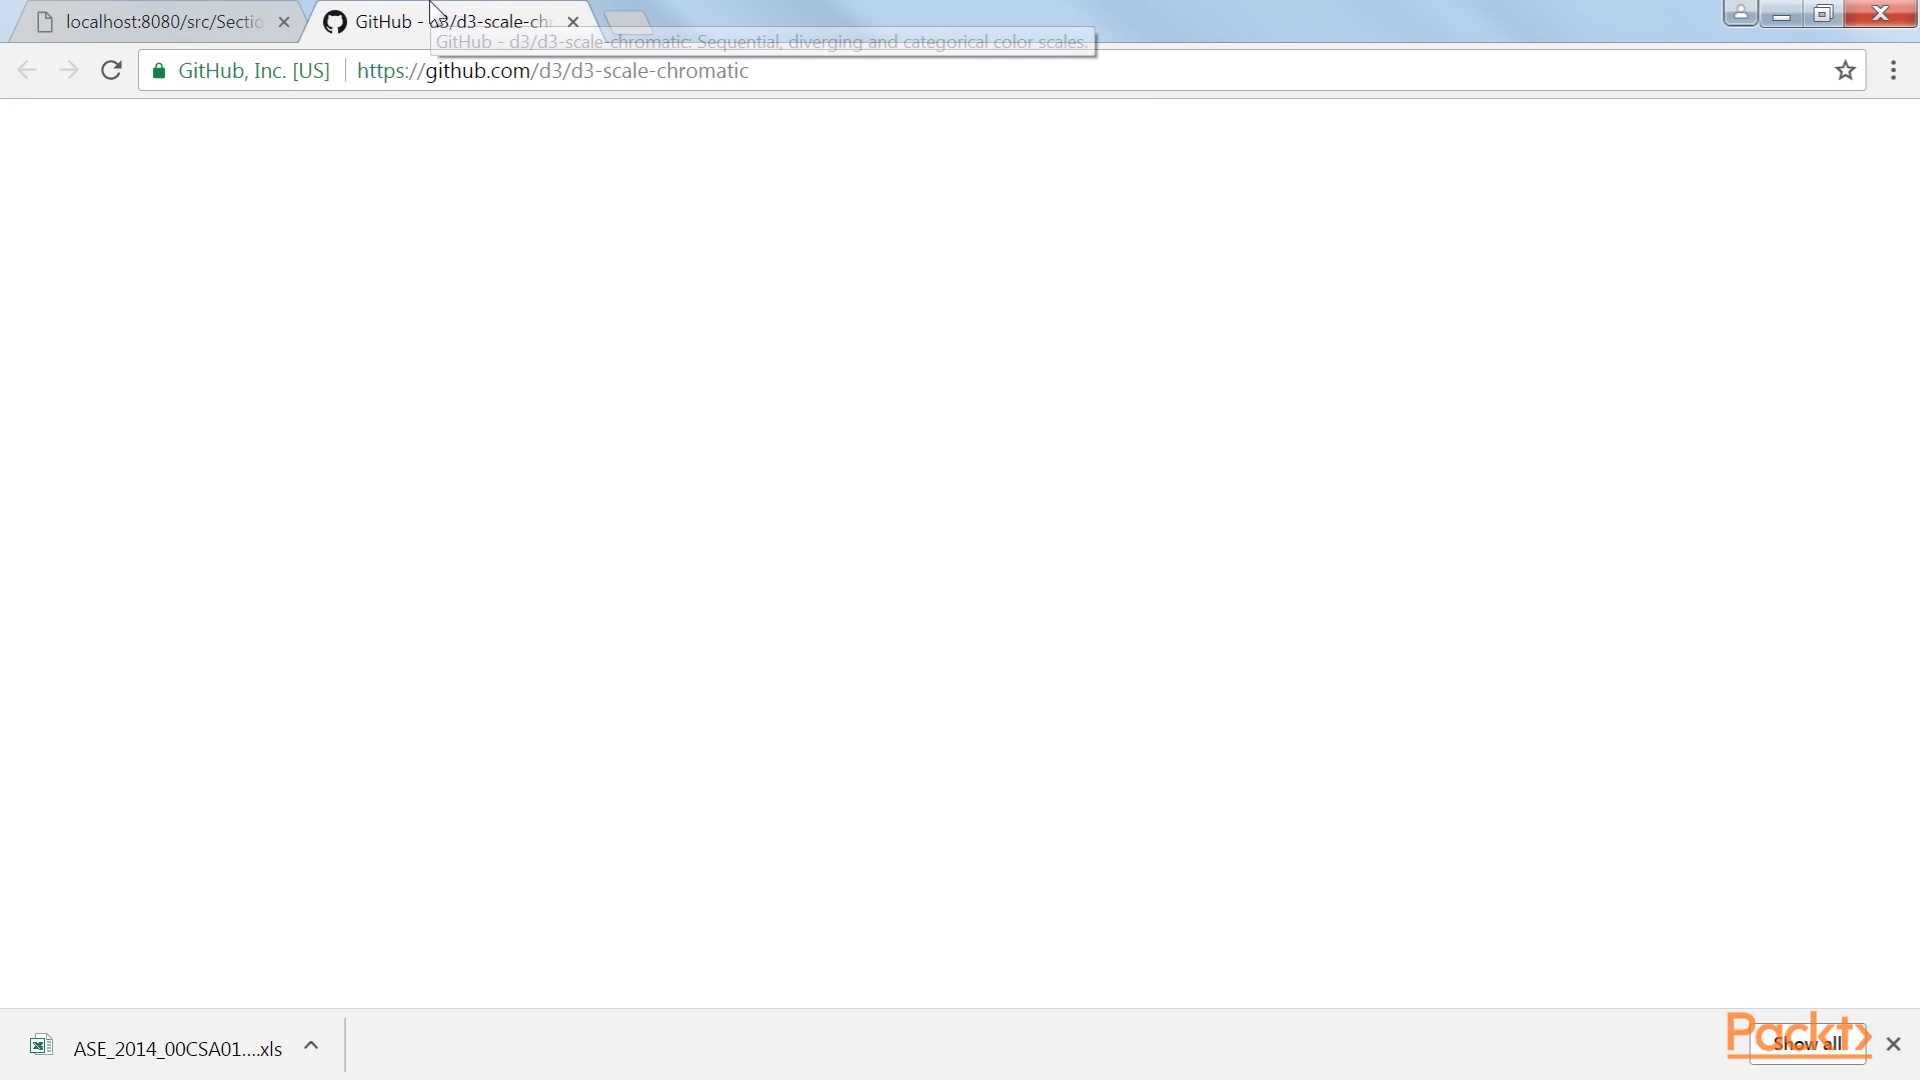 localhost:8080/src/Sectio
GitHub - d3/d3-scale-chr
GitHub - d3/d3-scale-chromatic: Sequential, diverging and categorical color scales.
GitHub, Inc. [US]
https://github.com/d3/d3-scale-chromatic
ASE_2014_00CSA01....xls
Show all
Packt